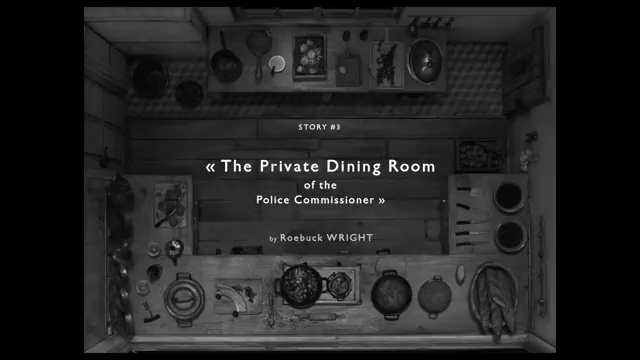 STORY #3
« The Private Dining Room
of the
Police Commissioner »
by Roebuck WRIGHT